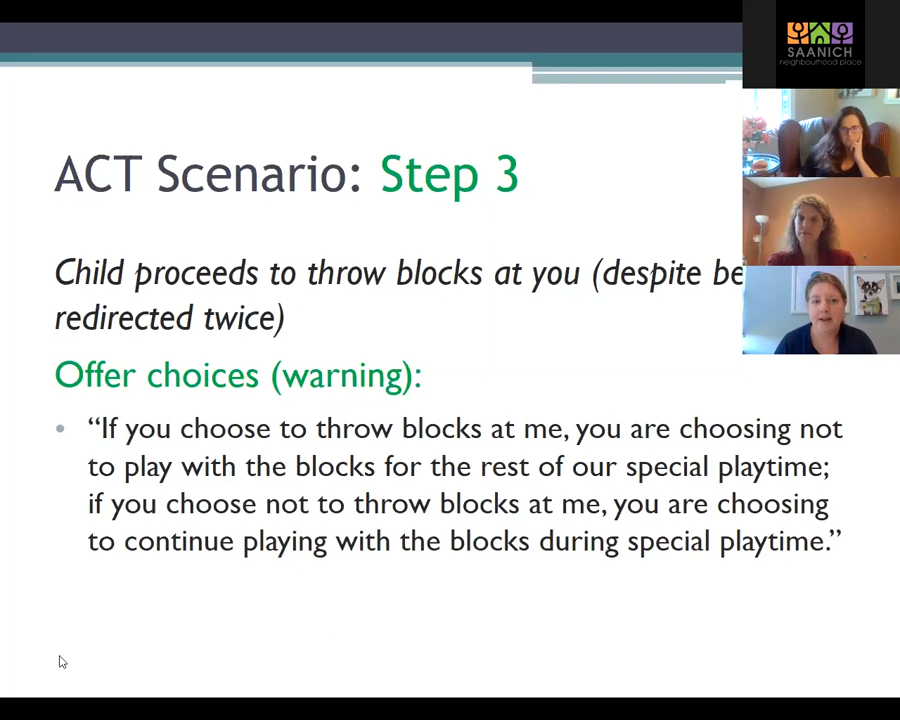 SAANICH
neighbourhood place
ACT Scenario: Step 3
Child proceeds to throw blocks at you (despite
redirected twice)
Offer choices (warning):
• “If you choose to throw blocks at me, you are choosing not
to play with the blocks for the rest of our special playtime;
if you choose not to throw blocks at me, you are choosing
to continue playing with the blocks during special playtime.”